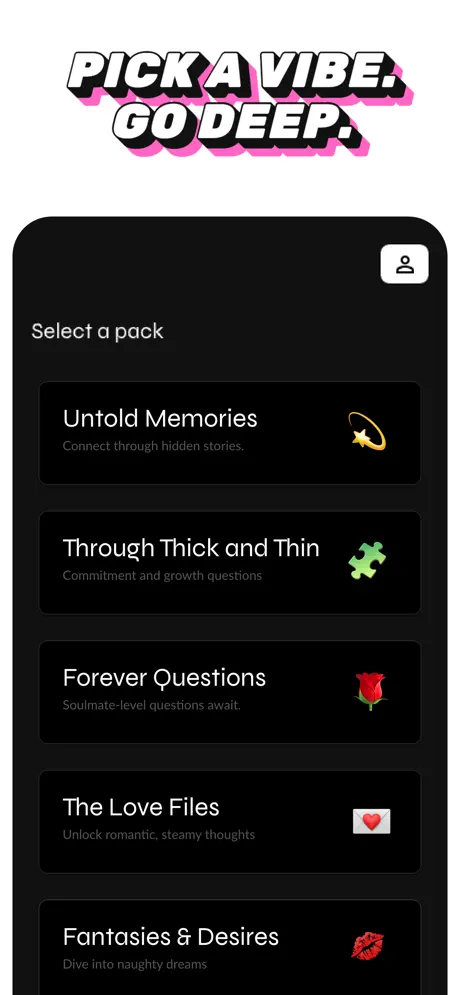 PICK A VIBE.
GO DEEP.
Select a pack
Untold Memories
Connect through hidden stories.
Through Thick and Thin
Commitment and growth questions
Forever Questions
Soulmate-level questions await.
The Love Files
Unlock romantic, steamy thoughts
Fantasies & Desires
Dive into naughty dreams